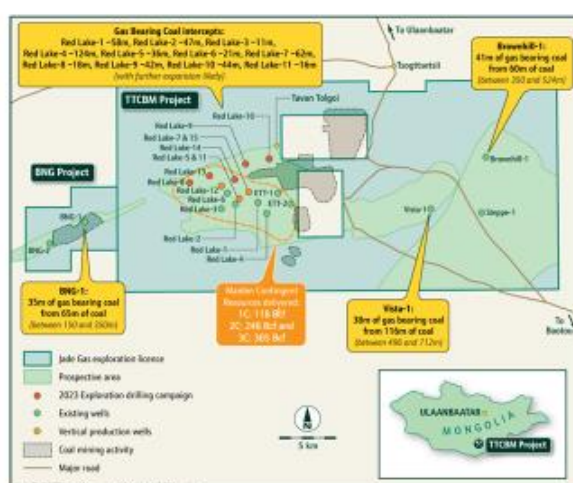 Gas Bearing Coal intercepts:
Red Lake-1 ~58m, Red Lake-2 ~47m, Red Lake-3 ~11m,
Red Lake-4 ~124m, Red Lake-5 ~36m, Red Lake-6 ~21m, Red Lake-7 ~62m,
Red Lake-8 ~18m, Red Lake-9 ~42m, Red Lake-10 ~44m, Red Lake-11 ~16m
(with further expansion likely)
To Ulaanbaatar
Tsogttsetsii
Brownhill-1:
41m of gas bearing coal
from 60m of coal
TTCBM Project
Tavan Tolgoi
Red Lake-10
Red Lake-9
Red Lake-7 & 15
Red Lake-14
Red Lake-5 & 11
Red Lake-13
Red Lake-8
Red Lake-12
Red Lake-6
Red Lake-3
ETT-1
ETT-2
Brownhill-1
BNG Project
BNG-1
BNG-2
Vista-1
Steppe-1
Red Lake-2
Red Lake-1
Red Lake-4
BNG-1:
35m of gas bearing coal
from 65m of coal
Contingent
Resources delivered:
1C: 118 Bcf
2C: 246 Bcf and
3C: 305 Bcf
Vista-1:
38m of gas bearing coal
from 116m of coal
(between 490 and 712m)
To
Jade Gas exploration license
Prospective area
2023 Exploration drilling campaign
Existing wells
Vertical production wells
Coal mining activity
Major road
N
5 km
ULAANBAATAR
MONGOLIA
TTCBM Project